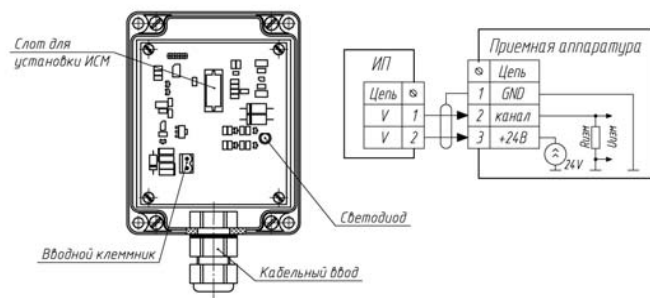 Слот для
установки ИСМ
Светодиод
Вводной клеммник
Кабельный ввод
ИП
Цепь ⌀
V 1
V 2
Приемная аппаратура
⌀ Цепь
1 GND
2 канал
3 +24В
24V
Rизм
Uизм